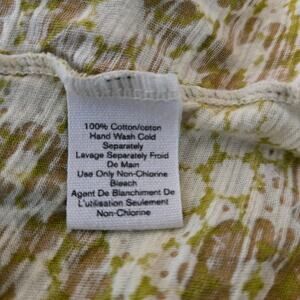 100% Cotton/coton
Hand Wash Cold
Separately
Lavage Separately Froid
De Main
Use Only Non-Chlorine
Bleach
Agent De Blanchiment De
L'utilisation Seulement
Non-Chlorine